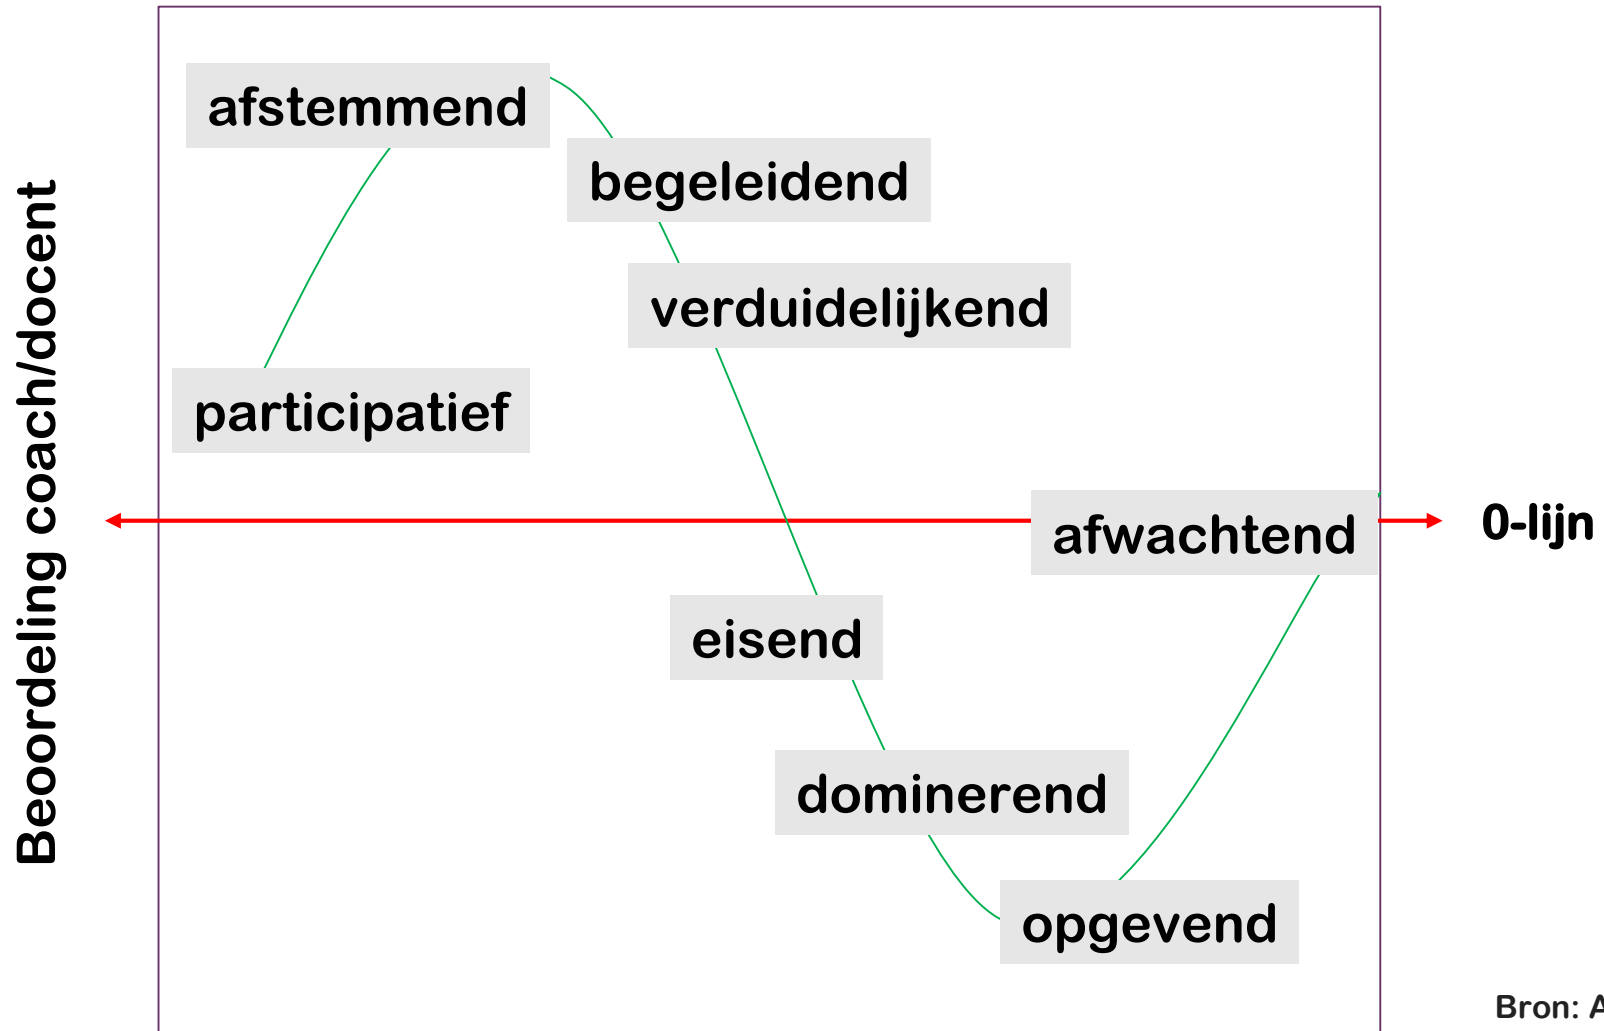 Beoordeling coach/docent
afstemmend
begeleidend
verduidelijkend
participatief
afwachtend
0-lijn
eisend
dominerend
opgevend
Bron: A